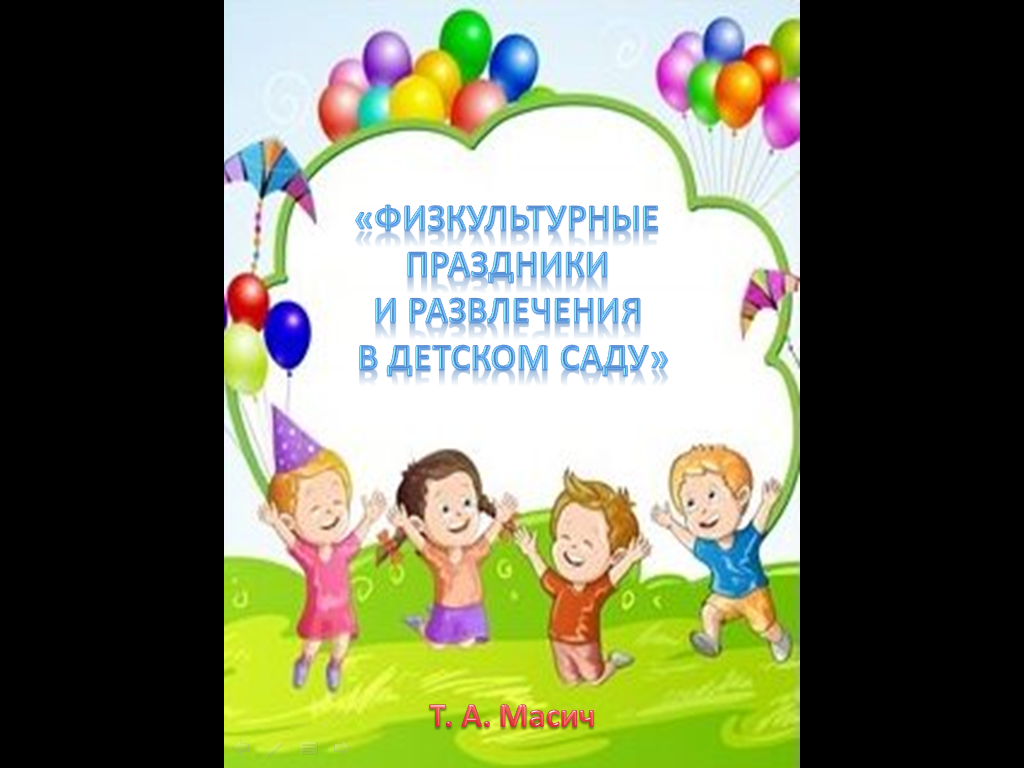 «ФИЗКУЛЬТУРНЫЕ
ПРАЗДНИКИ
И РАЗВЛЕЧЕНИЯ
В ДЕТСКОМ САДУ»
Т. А. Масич